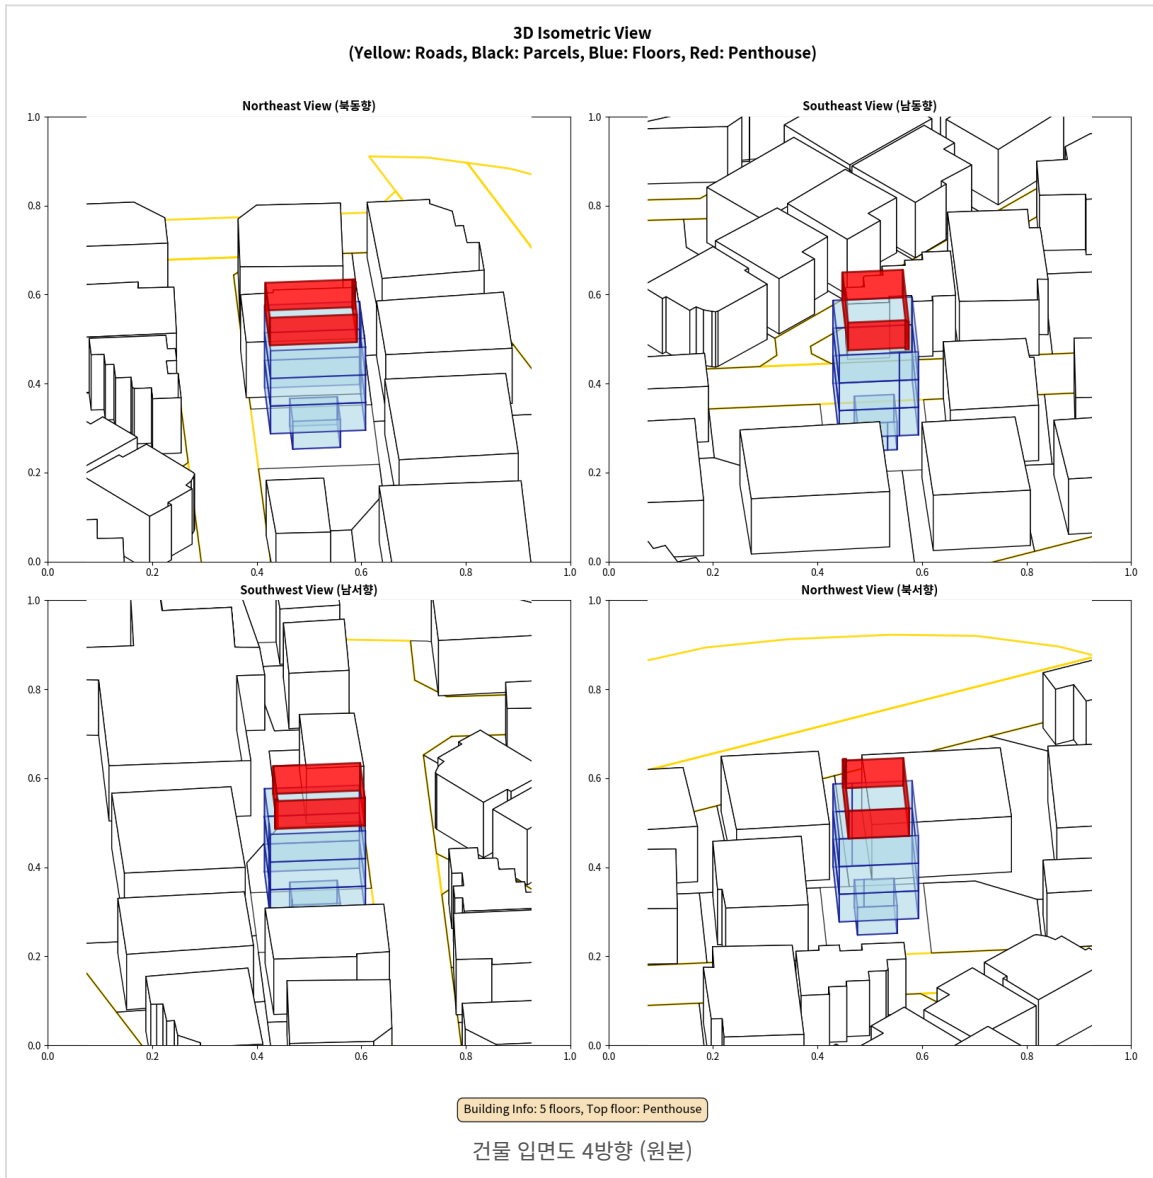 3D Isometric View
(Yellow: Roads, Black: Parcels, Blue: Floors, Red: Penthouse)
Northeast View (북동향)
1.0
0.8
0.6
0.4
0.2
0.0
0.0 0.2 0.4 0.6 0.8 1.0
Southeast View (남동향)
1.0
0.8
0.6
0.4
0.2
0.0
0.0 0.2 0.4 0.6 0.8 1.0
Southwest View (남서향)
1.0
0.8
0.6
0.4
0.2
0.0
0.0 0.2 0.4 0.6 0.8 1.0
Northwest View (북서향)
1.0
0.8
0.6
0.4
0.2
0.0
0.0 0.2 0.4 0.6 0.8 1.0
Building Info: 5 floors, Top floor: Penthouse
건물 입면도 4방향 (원본)